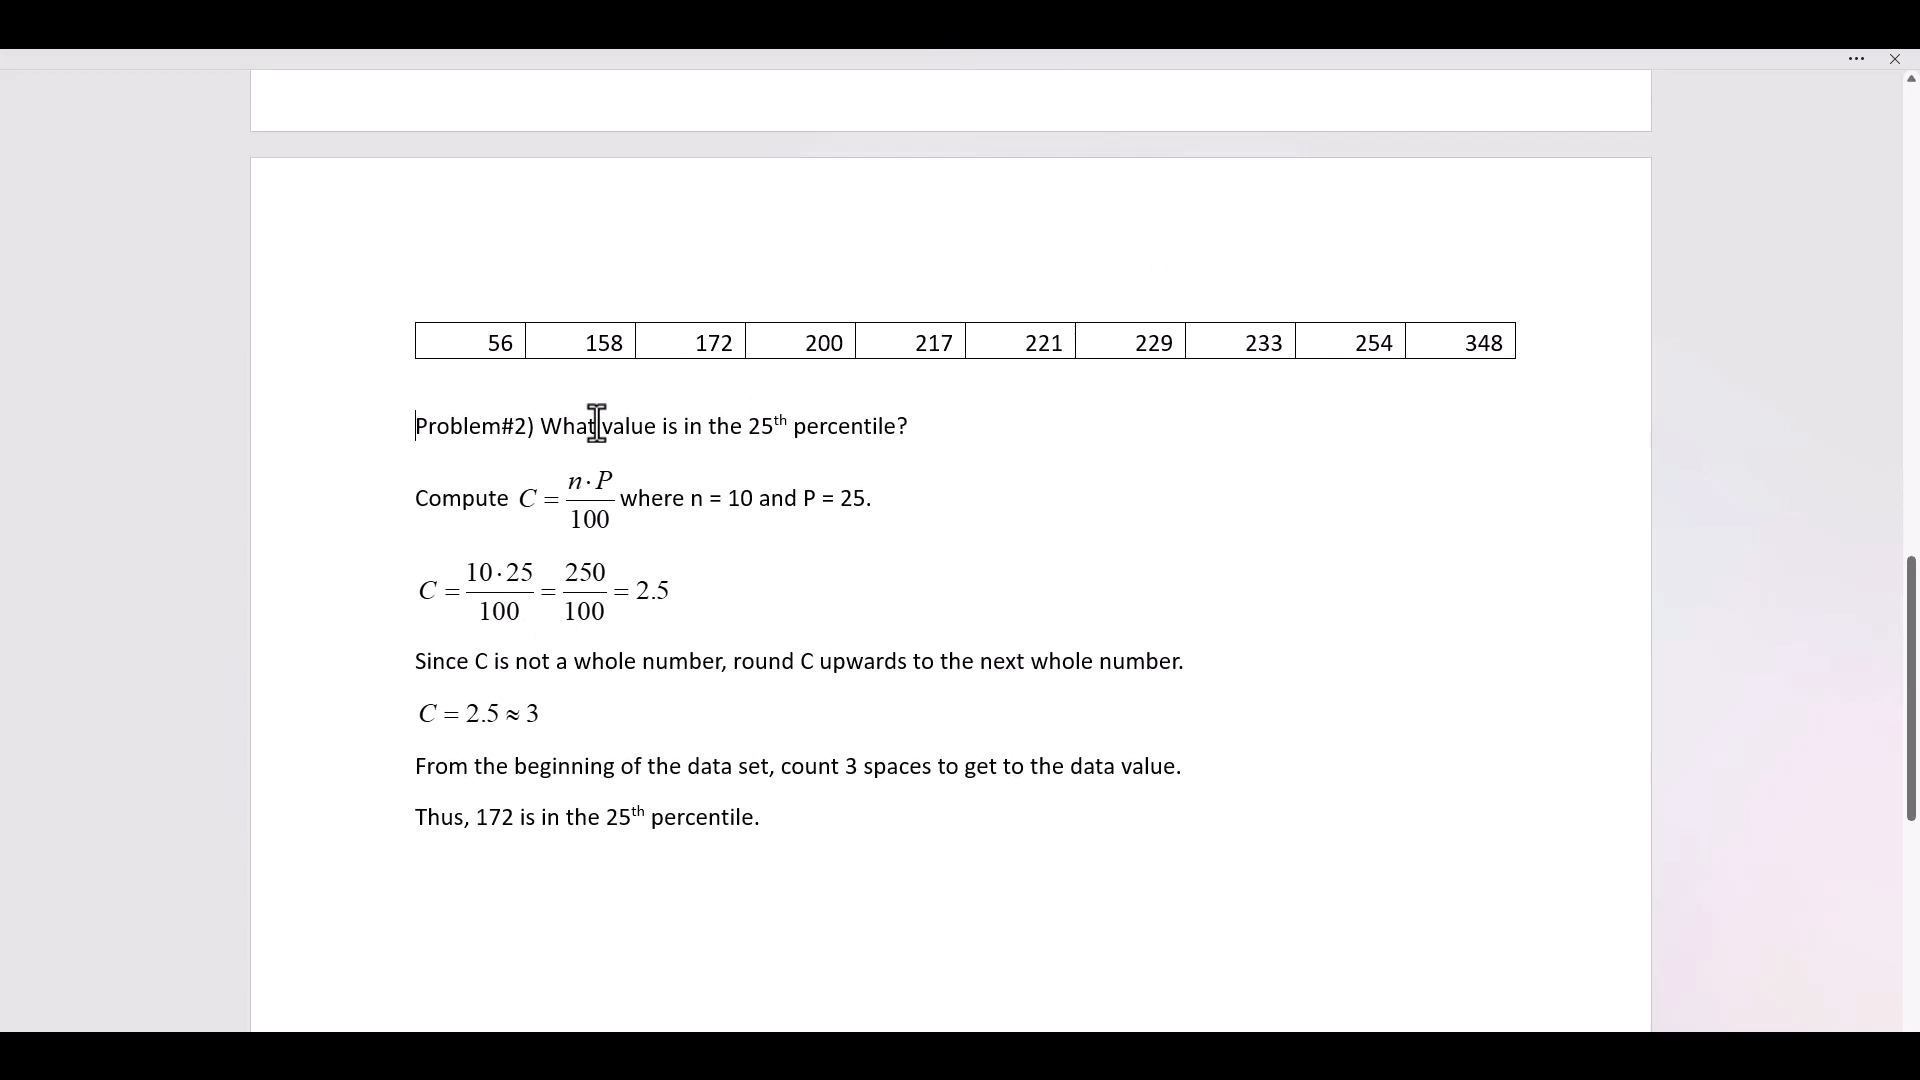 56 158 172 200 217 221 229 233 254 348
Problem#2) What value is in the 25th percentile?
Compute C = n·P/100 where n = 10 and P = 25.
C = 10·25/100 = 250/100 = 2.5
Since C is not a whole number, round C upwards to the next whole number.
C = 2.5 ≈ 3
From the beginning of the data set, count 3 spaces to get to the data value.
Thus, 172 is in the 25th percentile.